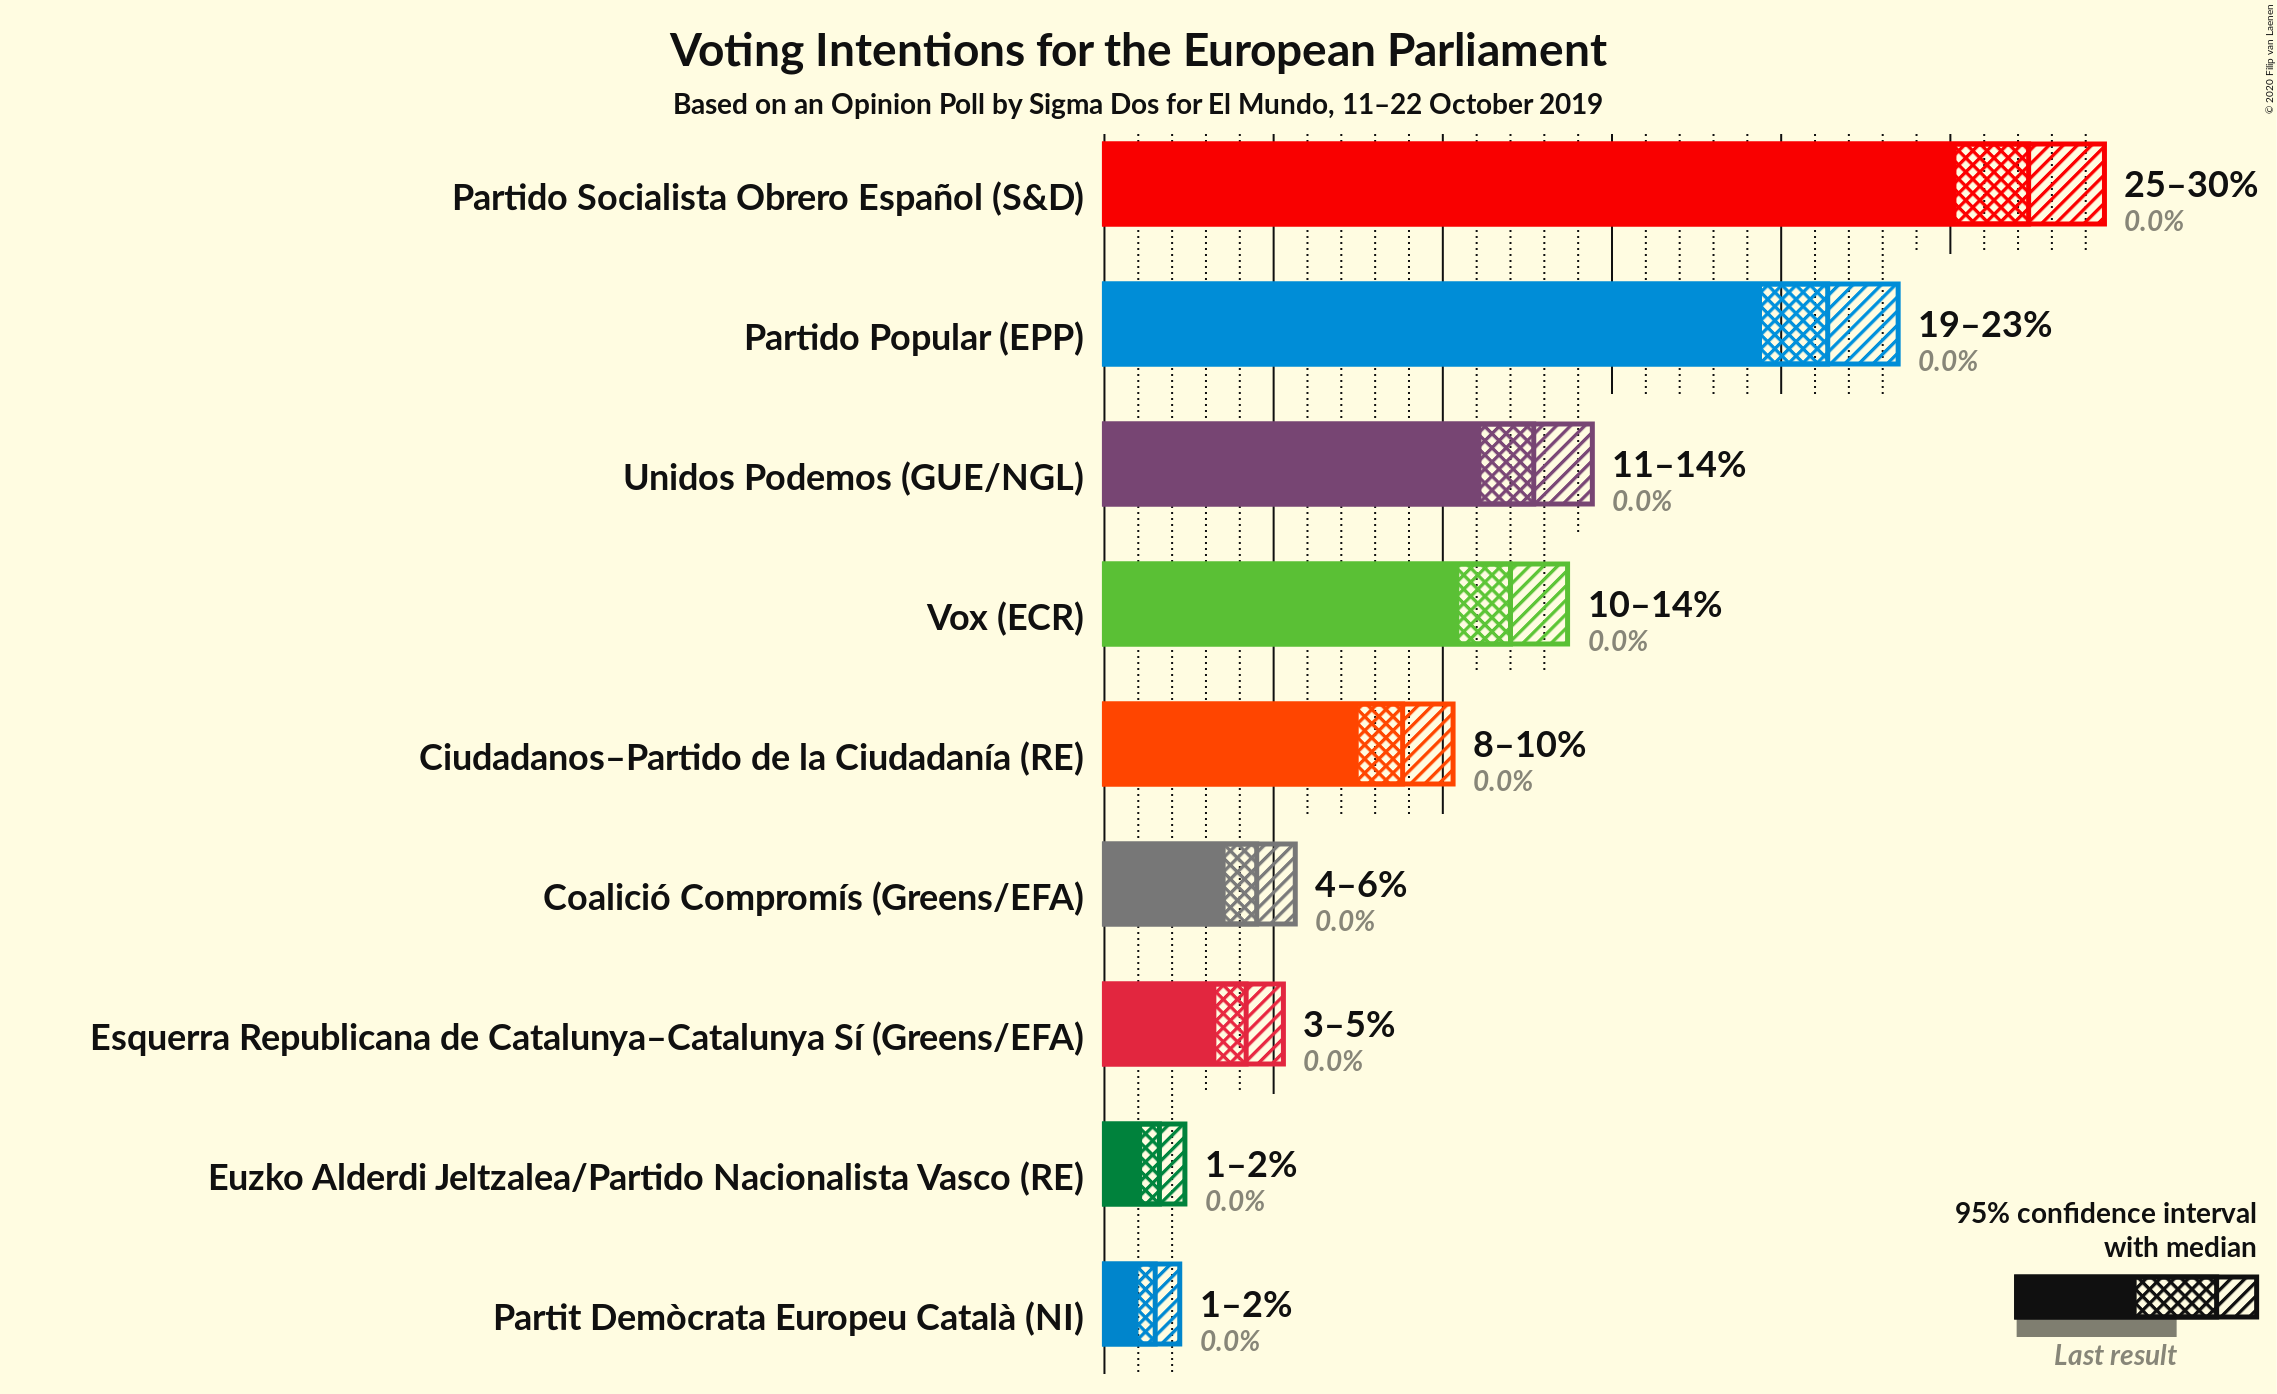 Voting Intentions for the European Parliament
Based on an Opinion Poll by Sigma Dos for El Mundo, 11–22 October 2019
© 2020 Filip van Laenen
Partido Socialista Obrero Español (S&D)
25–30%
0.0%
Partido Popular (EPP)
19–23%
0.0%
Unidos Podemos (GUE/NGL)
11–14%
0.0%
Vox (ECR)
10–14%
0.0%
Ciudadanos–Partido de la Ciudadanía (RE)
8–10%
0.0%
Coalició Compromís (Greens/EFA)
4–6%
0.0%
Esquerra Republicana de Catalunya–Catalunya Sí (Greens/EFA)
3–5%
0.0%
Euzko Alderdi Jeltzalea/Partido Nacionalista Vasco (RE)
1–2%
0.0%
Partit Demòcrata Europeu Català (NI)
1–2%
0.0%
95% confidence interval
with median
Last result